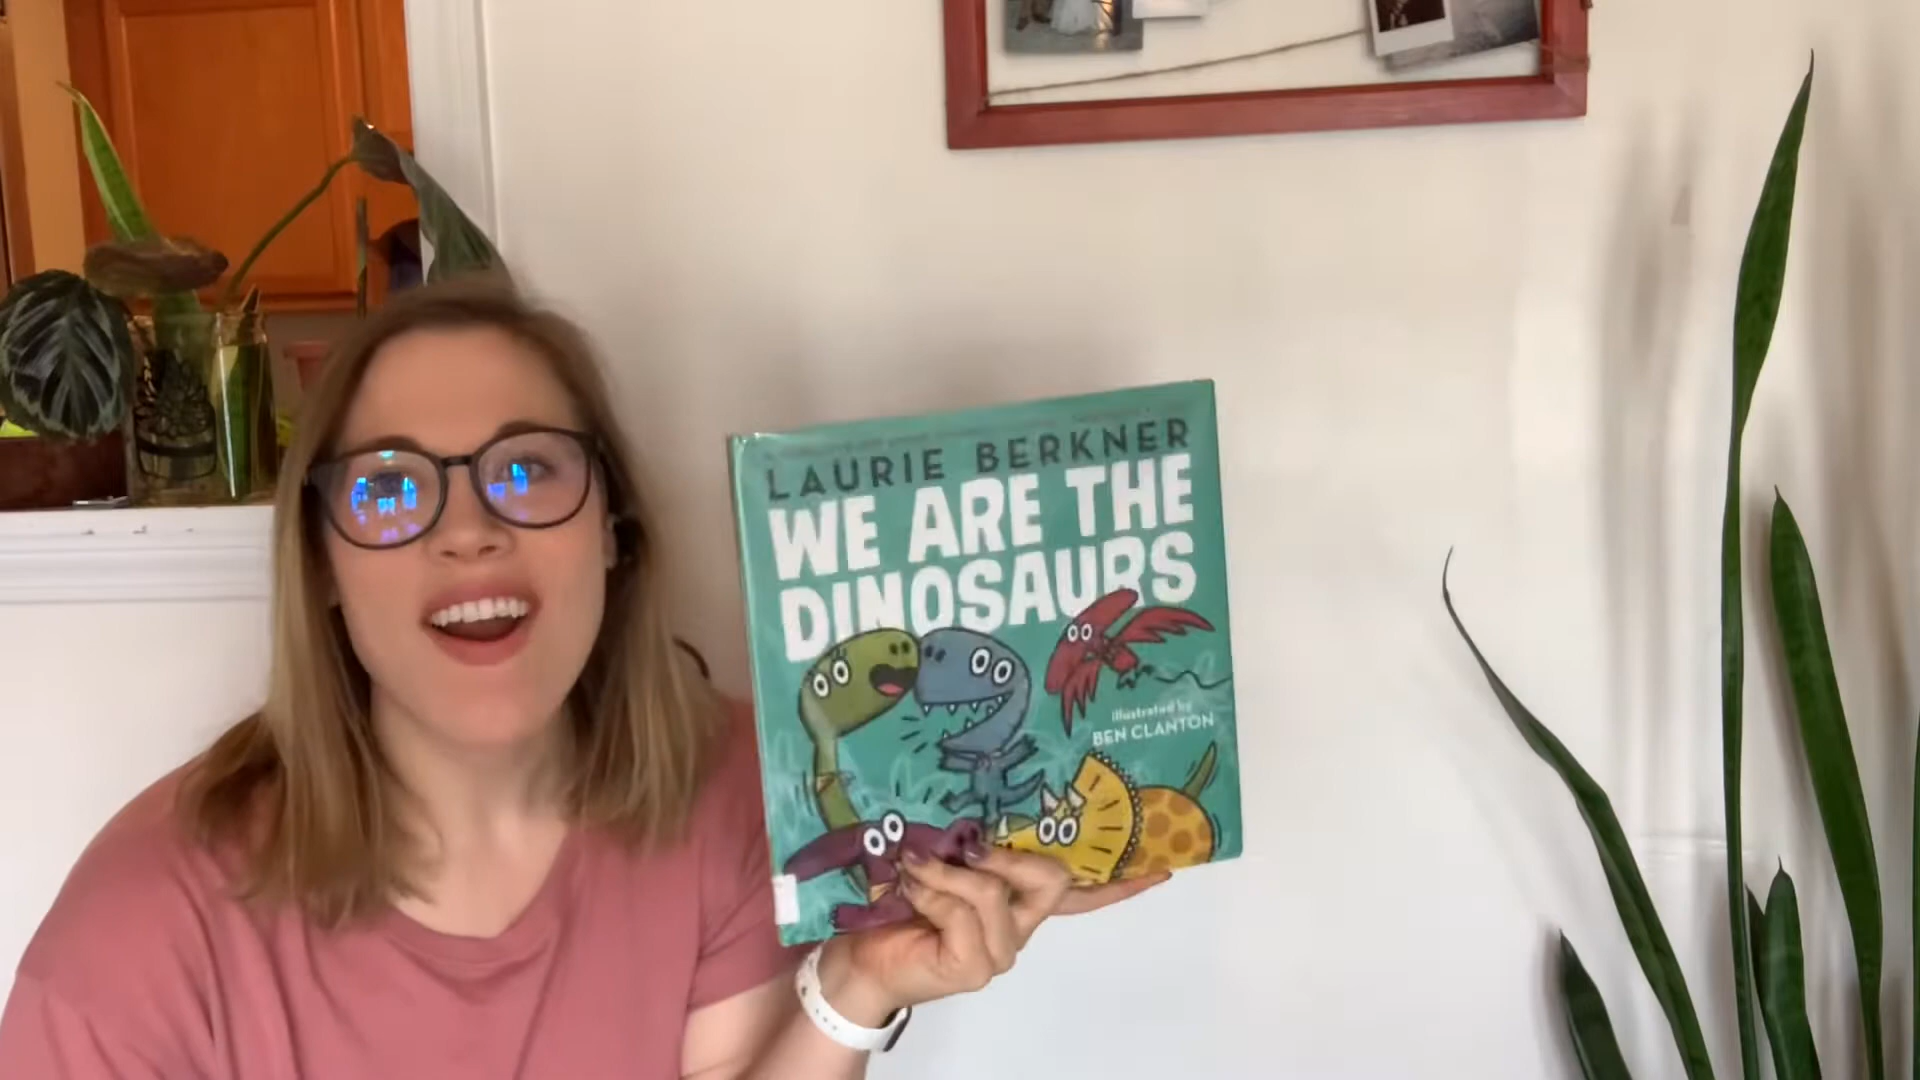 LAURIE BERKNER
WE ARE THE
DINOSAURS
illustrated by
BEN CLANTON